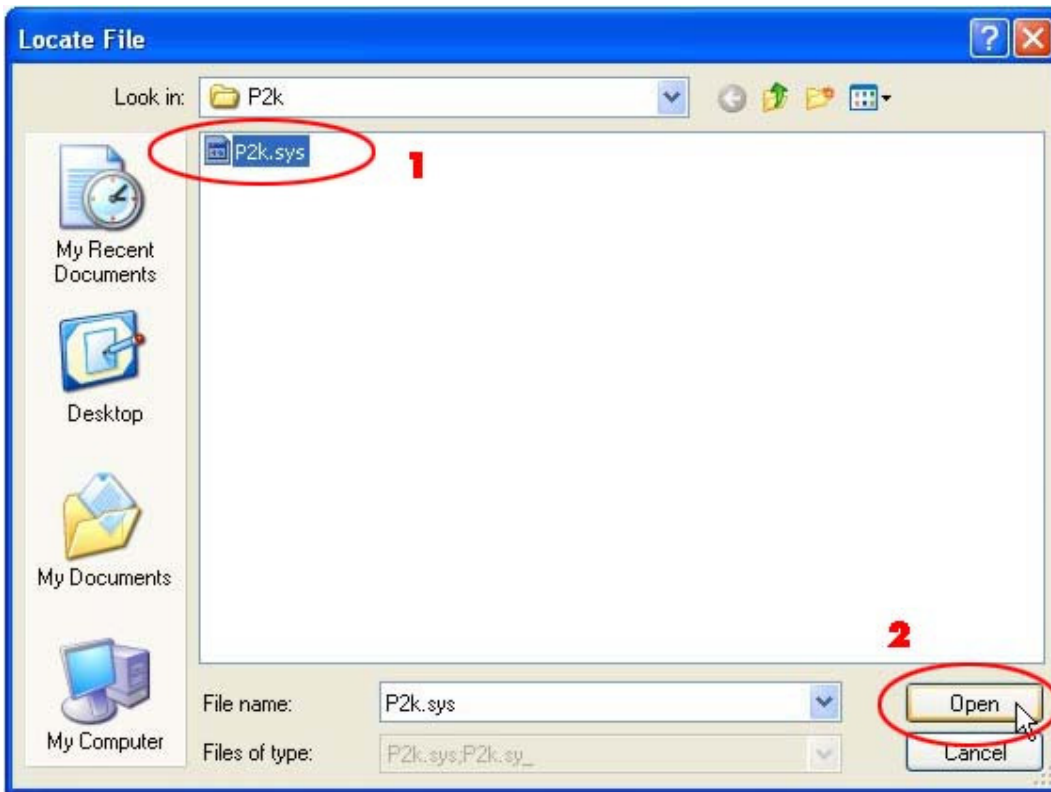 Locate File
Look in: P2k
P2k.sys
1
My Recent
Documents
Desktop
My Documents
My Computer
2
File name: P2k.sys Open
Files of type: P2k.sys;P2k.sy_ Cancel